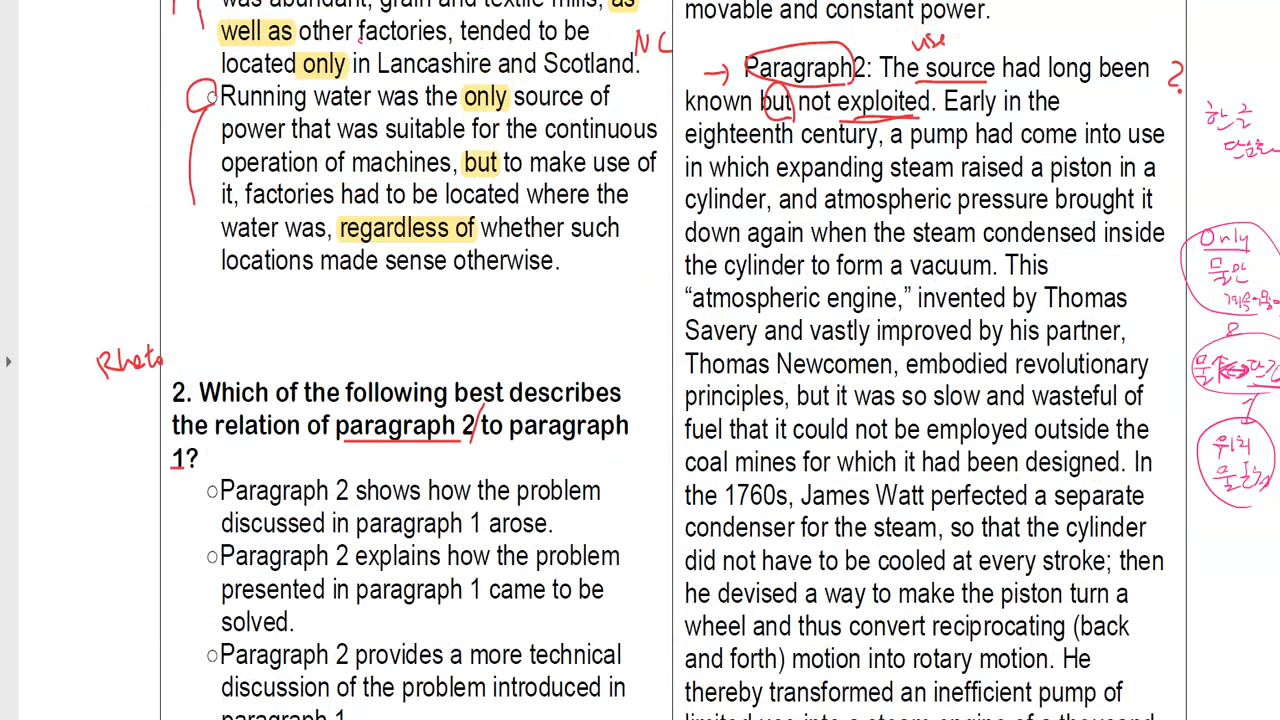 was abundant, grain and textile mills, as
well as other factories, tended to be
located only in Lancashire and Scotland.
NC
Running water was the only source of
power that was suitable for the continuous
operation of machines, but to make use of
it, factories had to be located where the
water was, regardless of whether such
locations made sense otherwise.
2. Which of the following best describes
the relation of paragraph 2 to paragraph
1?
Paragraph 2 shows how the problem
discussed in paragraph 1 arose.
Paragraph 2 explains how the problem
presented in paragraph 1 came to be
solved.
Paragraph 2 provides a more technical
discussion of the problem introduced in
paragraph 1.
movable and constant power.
use
Paragraph2: The source had long been
known but not exploited. Early in the
eighteenth century, a pump had come into use
in which expanding steam raised a piston in a
cylinder, and atmospheric pressure brought it
down again when the steam condensed inside
the cylinder to form a vacuum. This
“atmospheric engine,” invented by Thomas
Savery and vastly improved by his partner,
Thomas Newcomen, embodied revolutionary
principles, but it was so slow and wasteful of
fuel that it could not be employed outside the
coal mines for which it had been designed. In
the 1760s, James Watt perfected a separate
condenser for the steam, so that the cylinder
did not have to be cooled at every stroke; then
he devised a way to make the piston turn a
wheel and thus convert reciprocating (back
and forth) motion into rotary motion. He
thereby transformed an inefficient pump of
limited use into a steam engine of a thousand
?
한글
Only
물만
위치